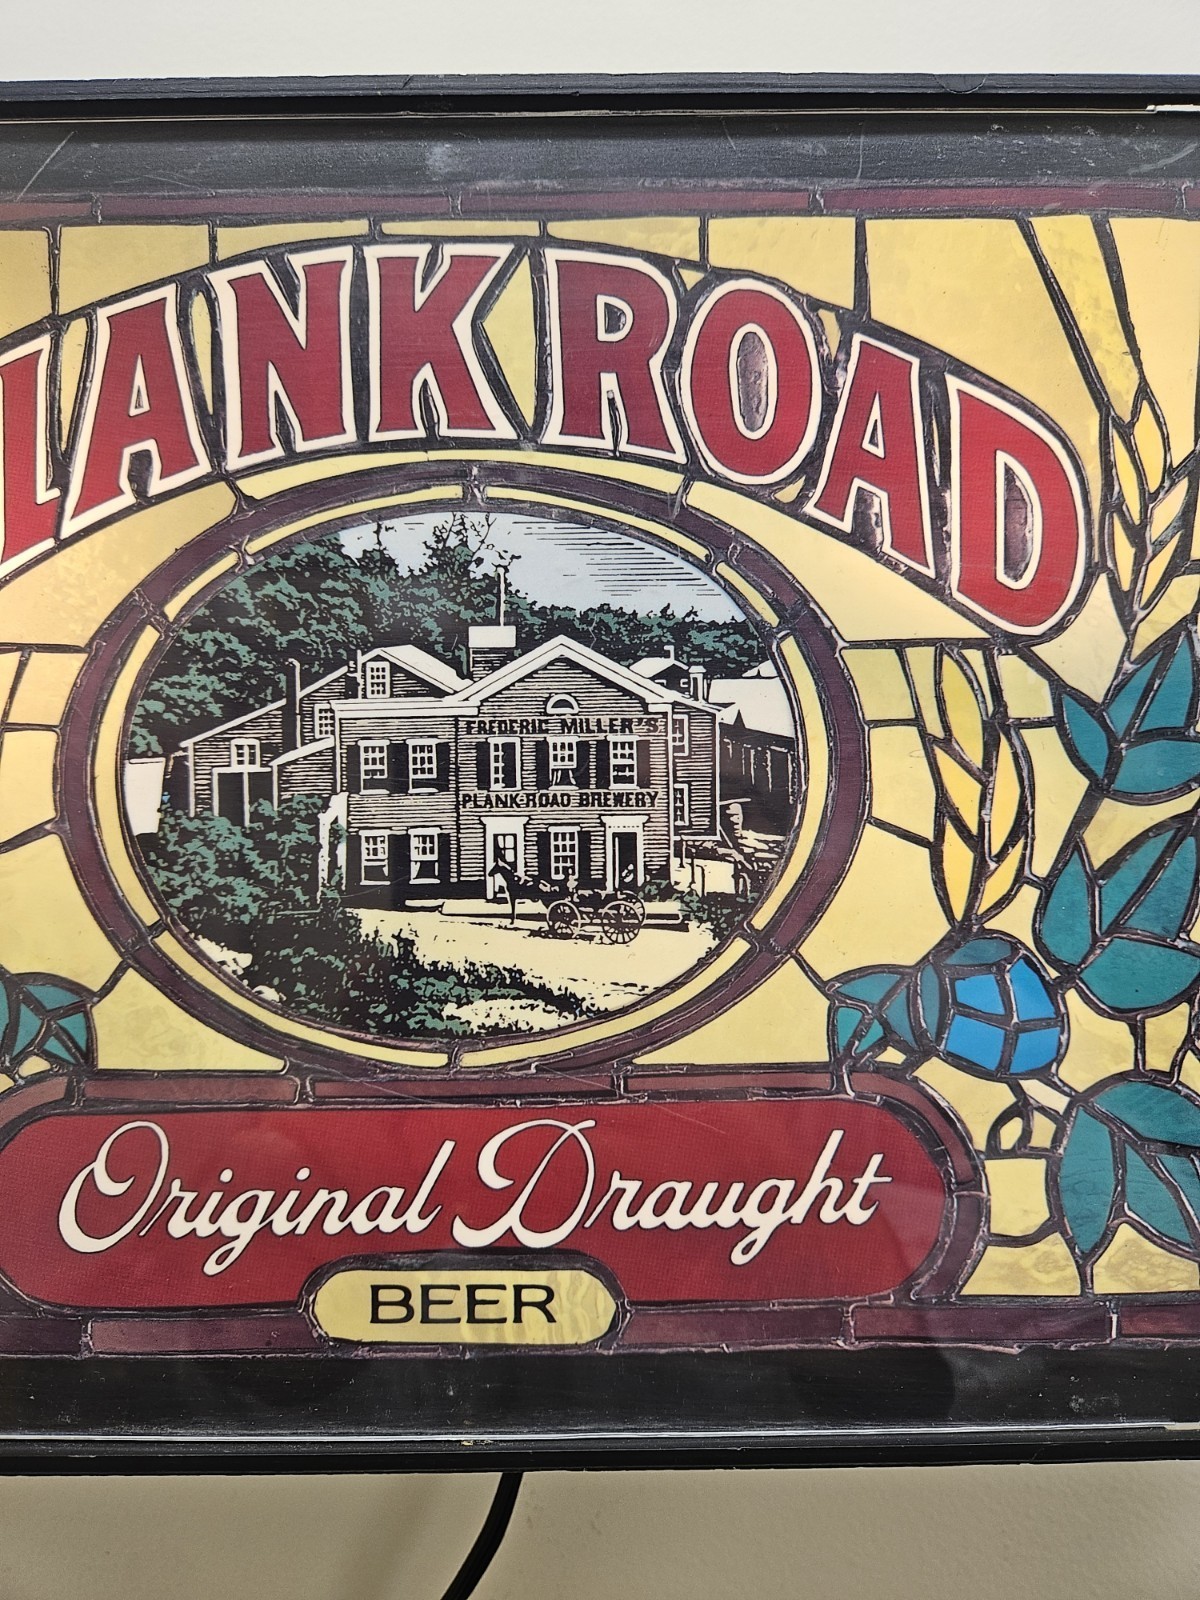 LANK ROAD
FREDERIC MILLER'S
PLANK-ROAD BREWERY
Original Draught
BEER